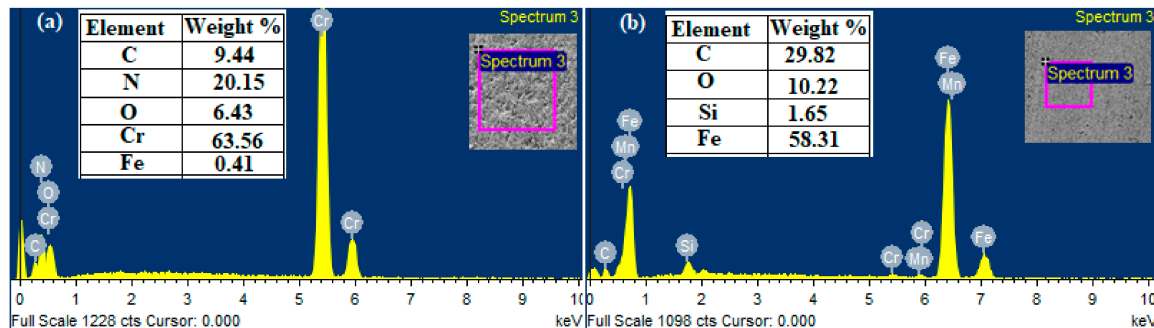 (a)
Spectrum 3
Element Weight %
C 9.44
N 20.15
O 6.43
Cr 63.56
Fe 0.41
Spectrum 3
Cr
N
O
Cr
C
Cr
0 1 2 3 4 5 6 7 8 9 10
Full Scale 1228 cts Cursor: 0.000 keV
(b)
Spectrum 3
Element Weight %
C 29.82
O 10.22
Si 1.65
Fe 58.31
Spectrum 3
Fe
Mn
Fe
Mn
Cr
C
Si
Cr
Cr
Mn
Fe
0 1 2 3 4 5 6 7 8 9 10
Full Scale 1098 cts Cursor: 0.000 keV